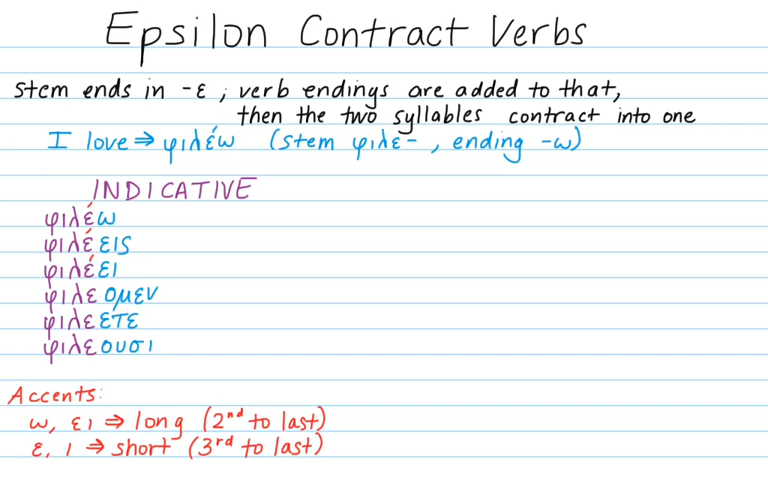 Epsilon Contract Verbs
Stem ends in -ε, verb endings are added to that,
then the two syllables contract into one
I love ⇒ φιλέω (stem φιλε-, ending -ω)
INDICATIVE
φιλέω
φιλέεις
φιλέει
φιλεομεν
φιλεετε
φιλεουσι
Accents:
ω, ει ⇒ long (2nd to last)
ε, ι ⇒ short (3rd to last)